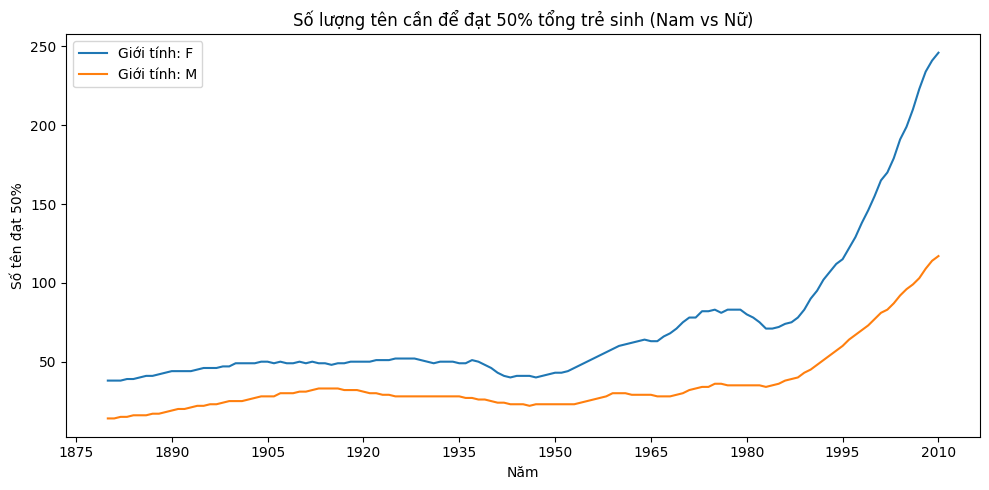 Số lượng tên cần để đạt 50% tổng trẻ sinh (Nam vs Nữ)
Giới tính: F
Giới tính: M
250
200
150
100
50
Số tên đạt 50%
1875 1890 1905 1920 1935 1950 1965 1980 1995 2010
Năm